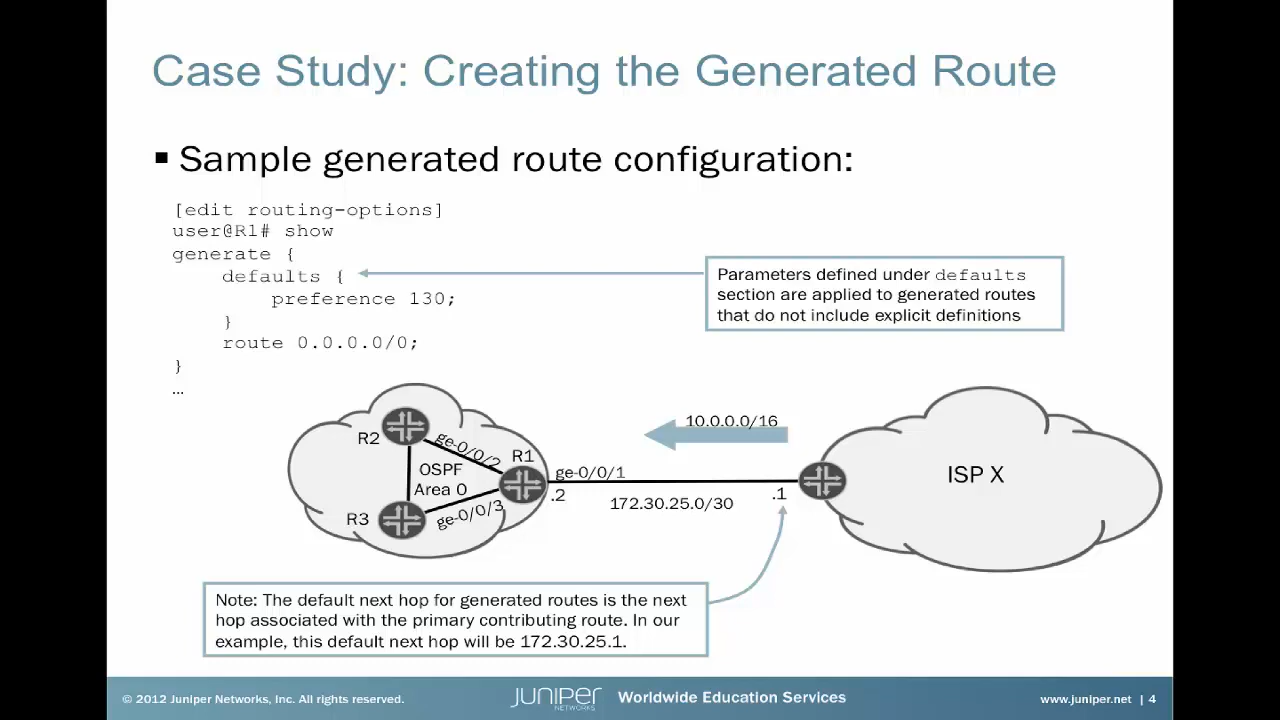 Case Study: Creating the Generated Route
▪ Sample generated route configuration:
[edit routing-options]
user@R1# show
generate {
    defaults {
        preference 130;
    }
    route 0.0.0.0/0;
}
…
Parameters defined under defaults
section are applied to generated routes
that do not include explicit definitions
10.0.0.0/16
R2
ge-0/0/2
R1
OSPF
Area 0
ge-0/0/1
ISP X
.2
172.30.25.0/30
.1
R3
ge-0/0/3
Note: The default next hop for generated routes is the next
hop associated with the primary contributing route. In our
example, this default next hop will be 172.30.25.1.
© 2012 Juniper Networks, Inc. All rights reserved.
JUNIPER
NETWORKS
Worldwide Education Services
www.juniper.net | 4